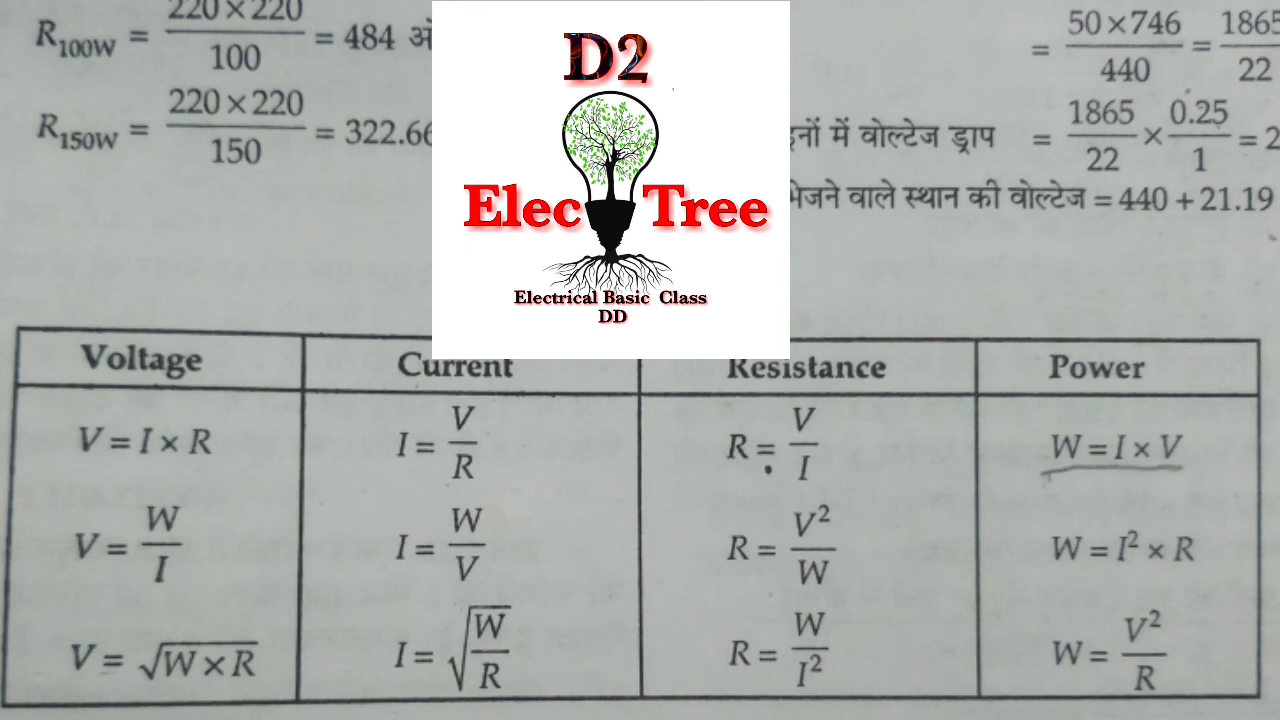 R100W = 220×220/100 = 484
R150W = 220×220/150 = 322.66
= 50×746/440 = 1865/22
में वोल्टेज ड्राप = 1865/22 × 0.25/1 = 2
भेजने वाले स्थान की वोल्टेज = 440 + 21.19
D2
Elec Tree
Electrical Basic Class
DD
Voltage Current Resistance Power
V = I × R I = V/R R = V/I W = I × V
V = W/I I = W/V R = V²/W W = I² × R
V = √W × R I = √W/R R = W/I² W = V²/R